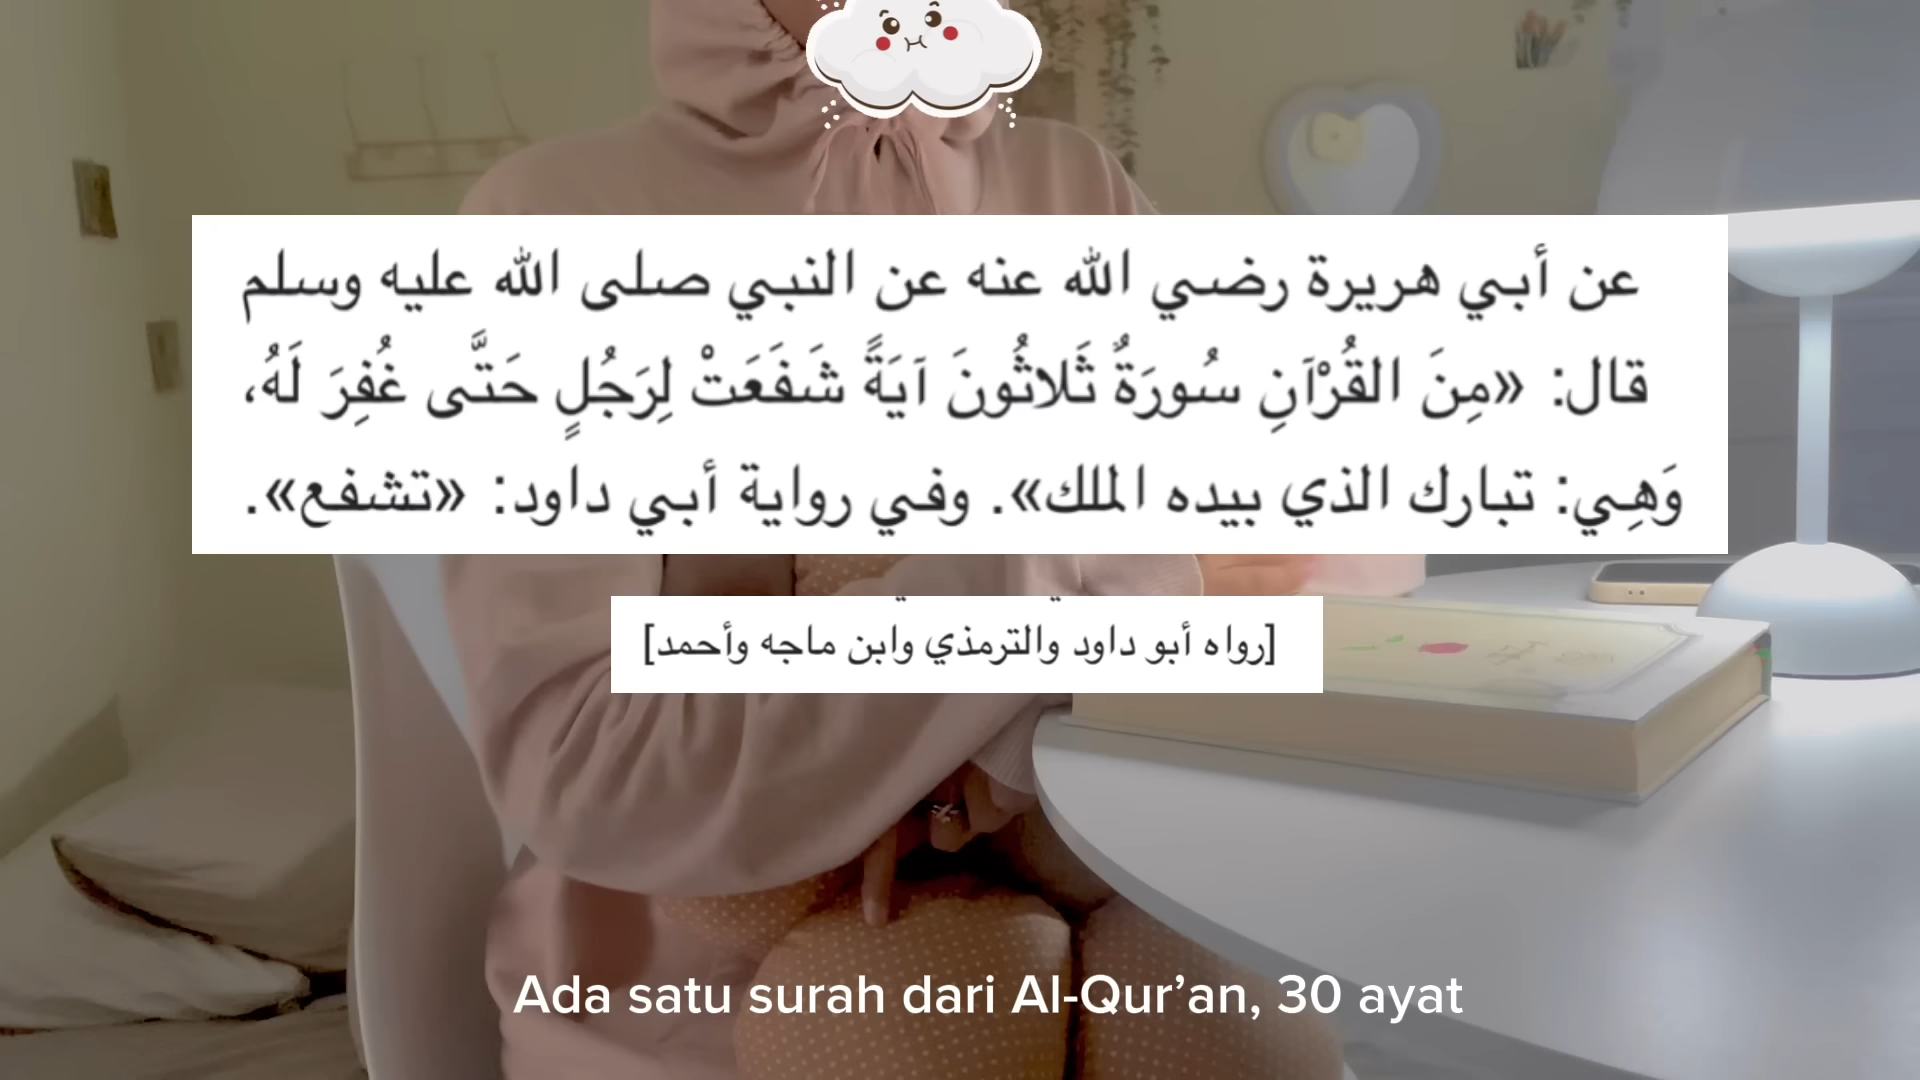 عن أبي هريرة رضي الله عنه عن النبي صلى الله عليه وسلم
قال: «مِنَ القُرْآنِ سُورَةٌ ثَلاثُونَ آيَةً شَفَعَتْ لِرَجُلٍ حَتَّى غُفِرَ لَهُ،
وَهِي: تبارك الذي بيده الملك». وفي رواية أبي داود: «تشفع».
[رواه أبو داود والترمذي وابن ماجه وأحمد]
Ada satu surah dari Al-Qur’an, 30 ayat